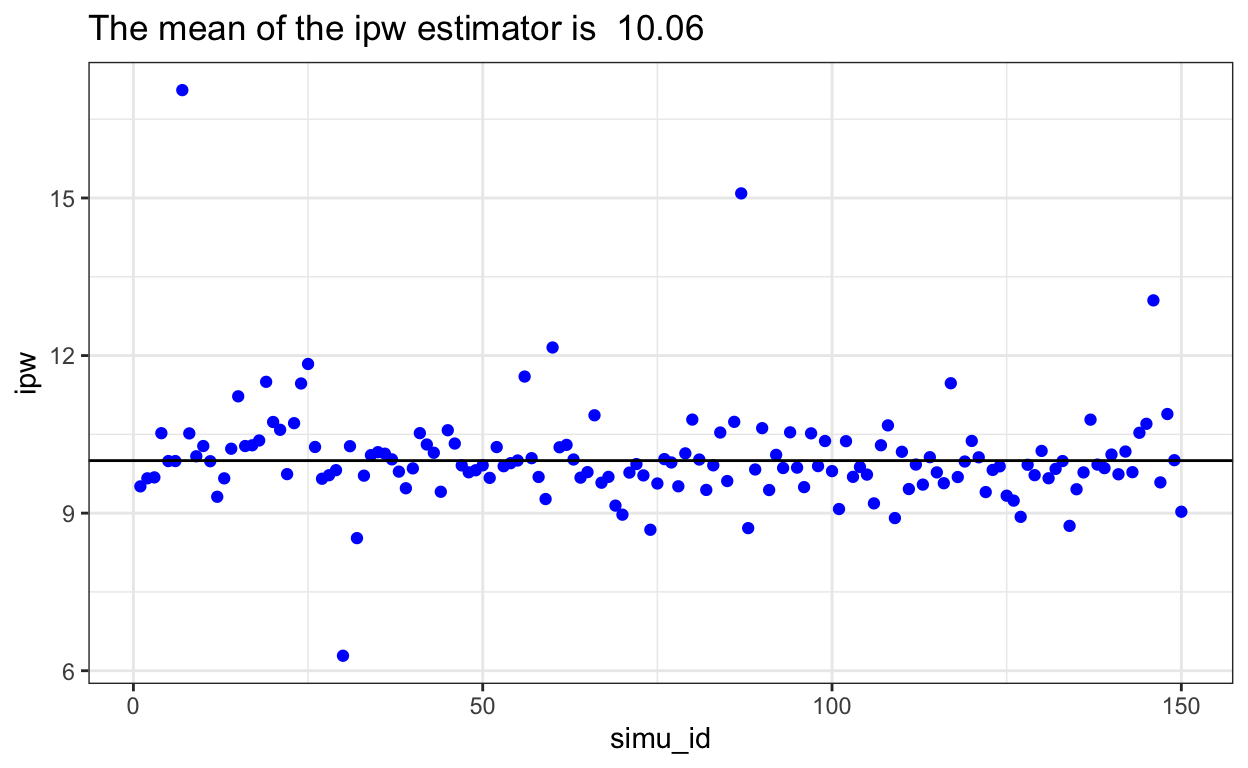 The mean of the ipw estimator is  10.06
15
12
9
6
ipw
0 50 100 150
simu_id